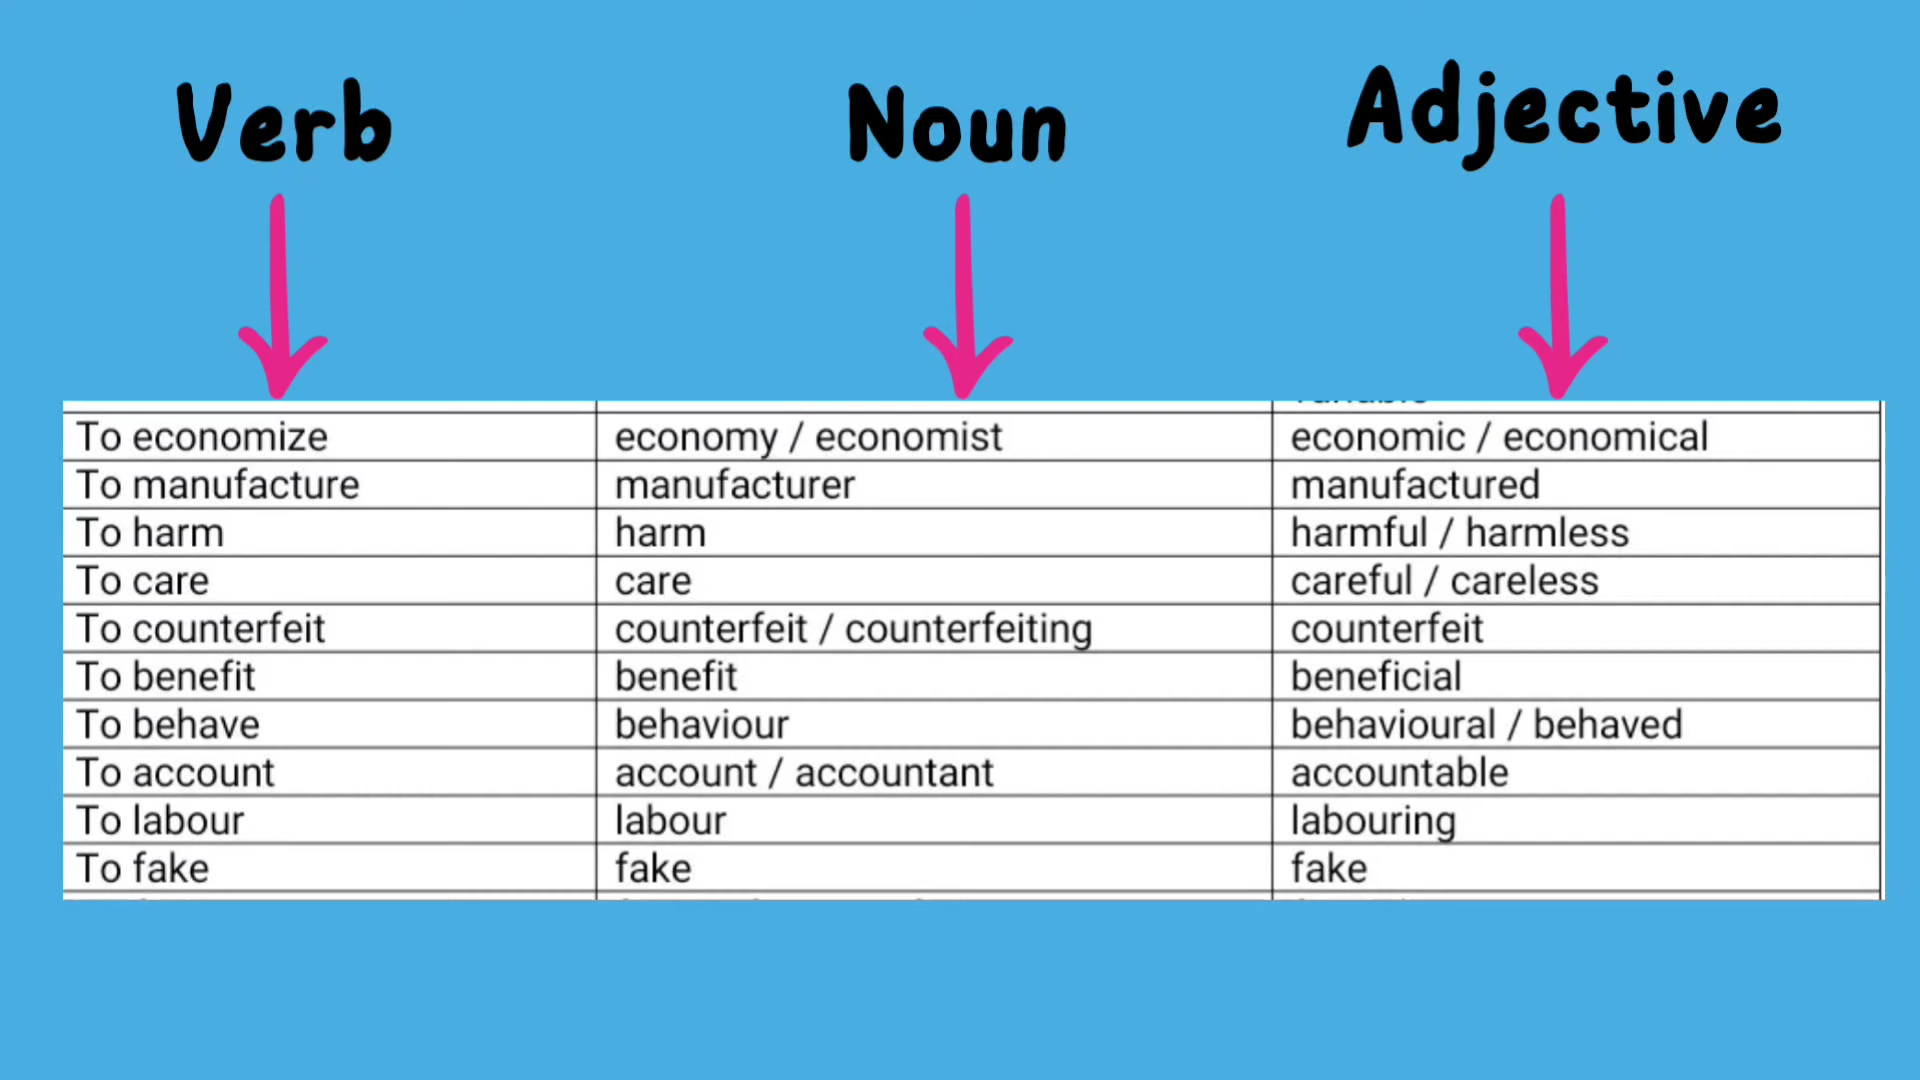 Verb Noun Adjective
To economize economy / economist economic / economical
To manufacture manufacturer manufactured
To harm harm harmful / harmless
To care care careful / careless
To counterfeit counterfeit / counterfeiting counterfeit
To benefit benefit beneficial
To behave behaviour behavioural / behaved
To account account / accountant accountable
To labour labour labouring
To fake fake fake